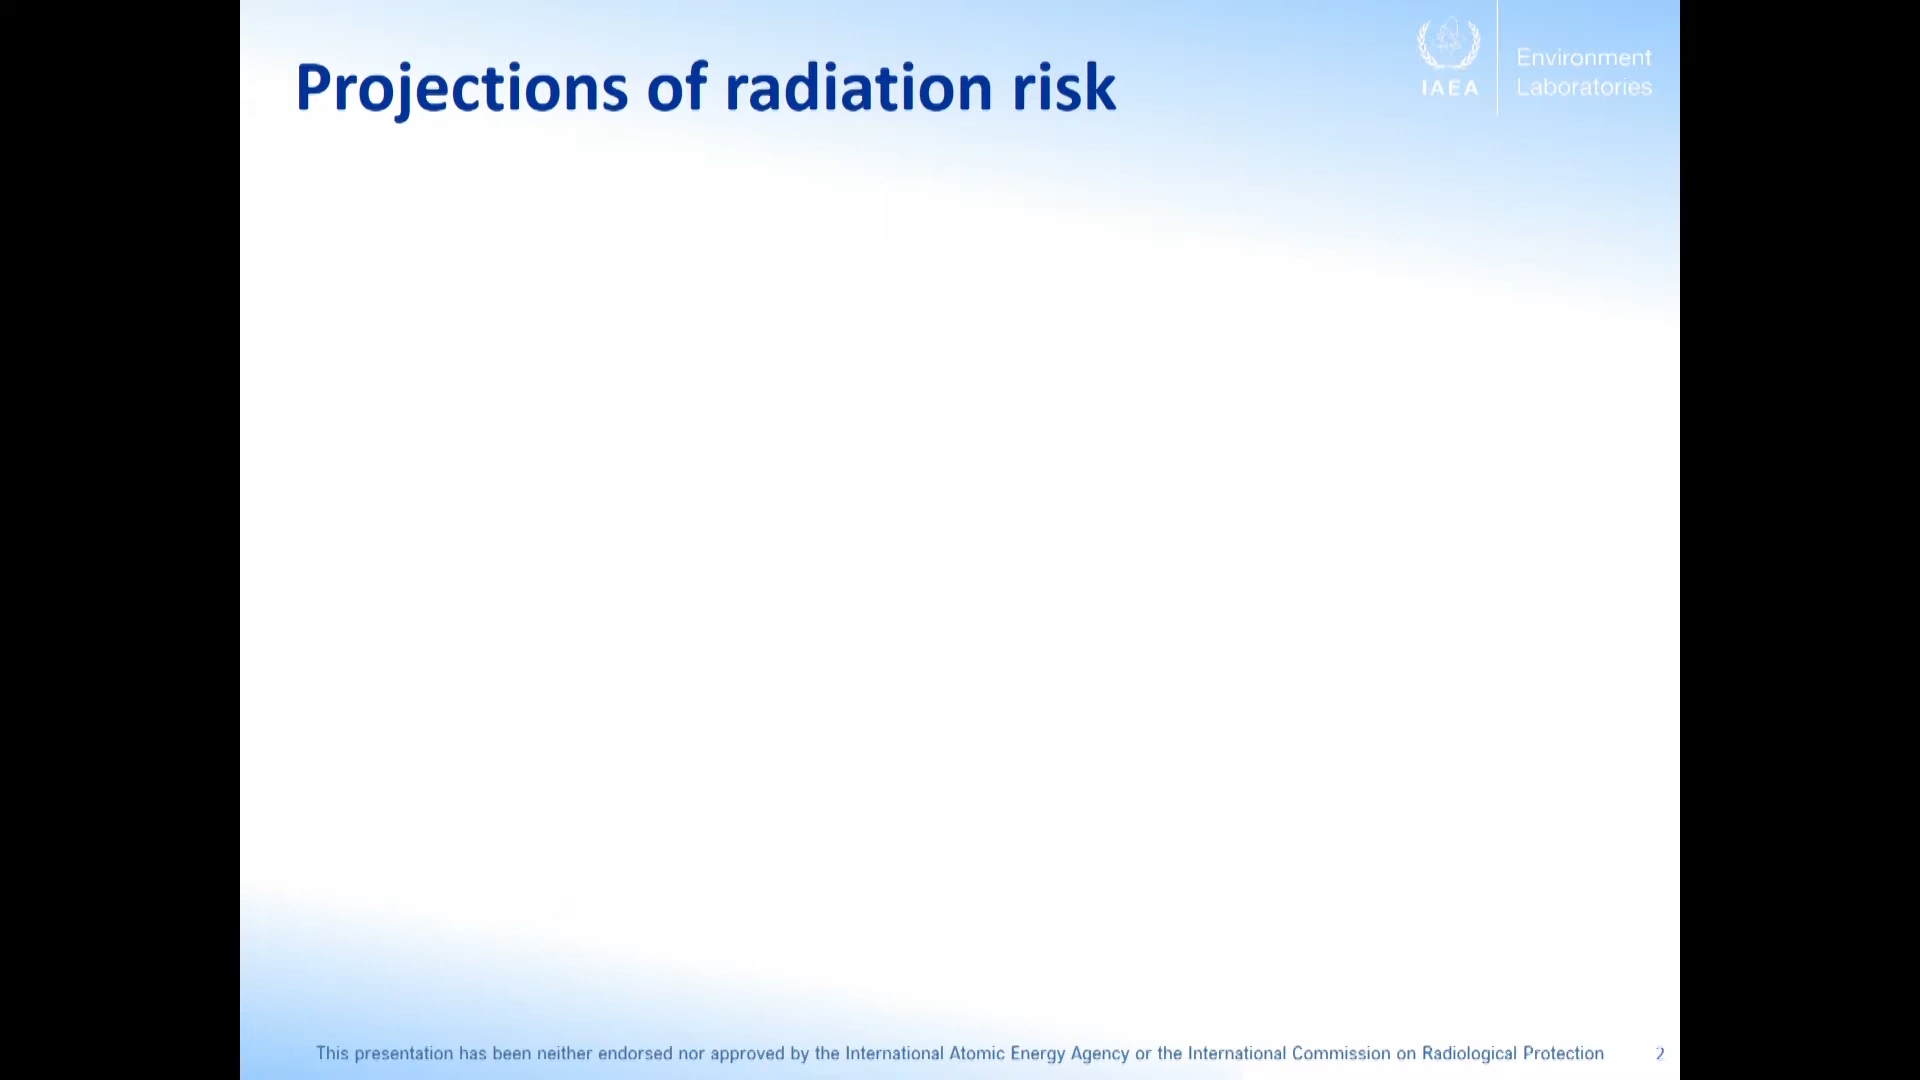 Projections of radiation risk
IAEA
Environment
Laboratories
This presentation has been neither endorsed nor approved by the International Atomic Energy Agency or the International Commission on Radiological Protection
2